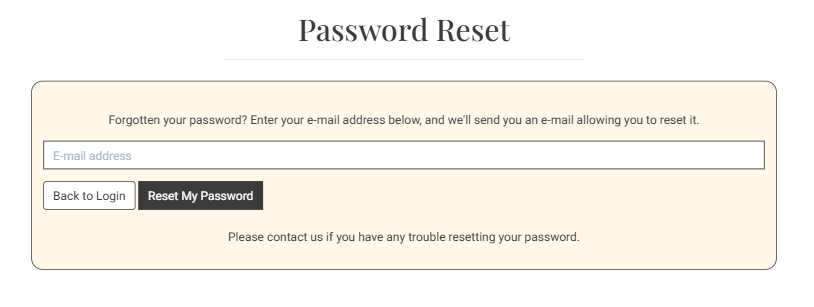 Password Reset
Forgotten your password? Enter your e-mail address below, and we'll send you an e-mail allowing you to reset it.
E-mail address
Back to Login Reset My Password
Please contact us if you have any trouble resetting your password.